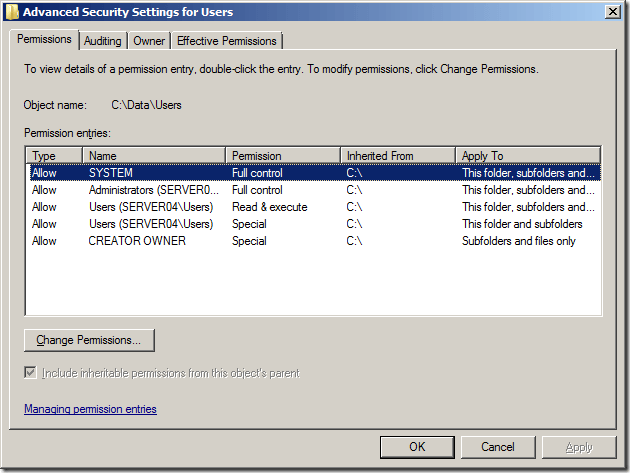 Advanced Security Settings for Users
Permissions Auditing Owner Effective Permissions
To view details of a permission entry, double-click the entry. To modify permissions, click Change Permissions.
Object name: C:\Data\Users
Permission entries:
Type Name Permission Inherited From Apply To
Allow SYSTEM Full control C:\ This folder, subfolders and...
Allow Administrators (SERVER0... Full control C:\ This folder, subfolders and...
Allow Users (SERVER04\Users) Read & execute C:\ This folder, subfolders and...
Allow Users (SERVER04\Users) Special C:\ This folder and subfolders
Allow CREATOR OWNER Special C:\ Subfolders and files only
Change Permissions...
Include inheritable permissions from this object's parent
Managing permission entries
OK Cancel Apply